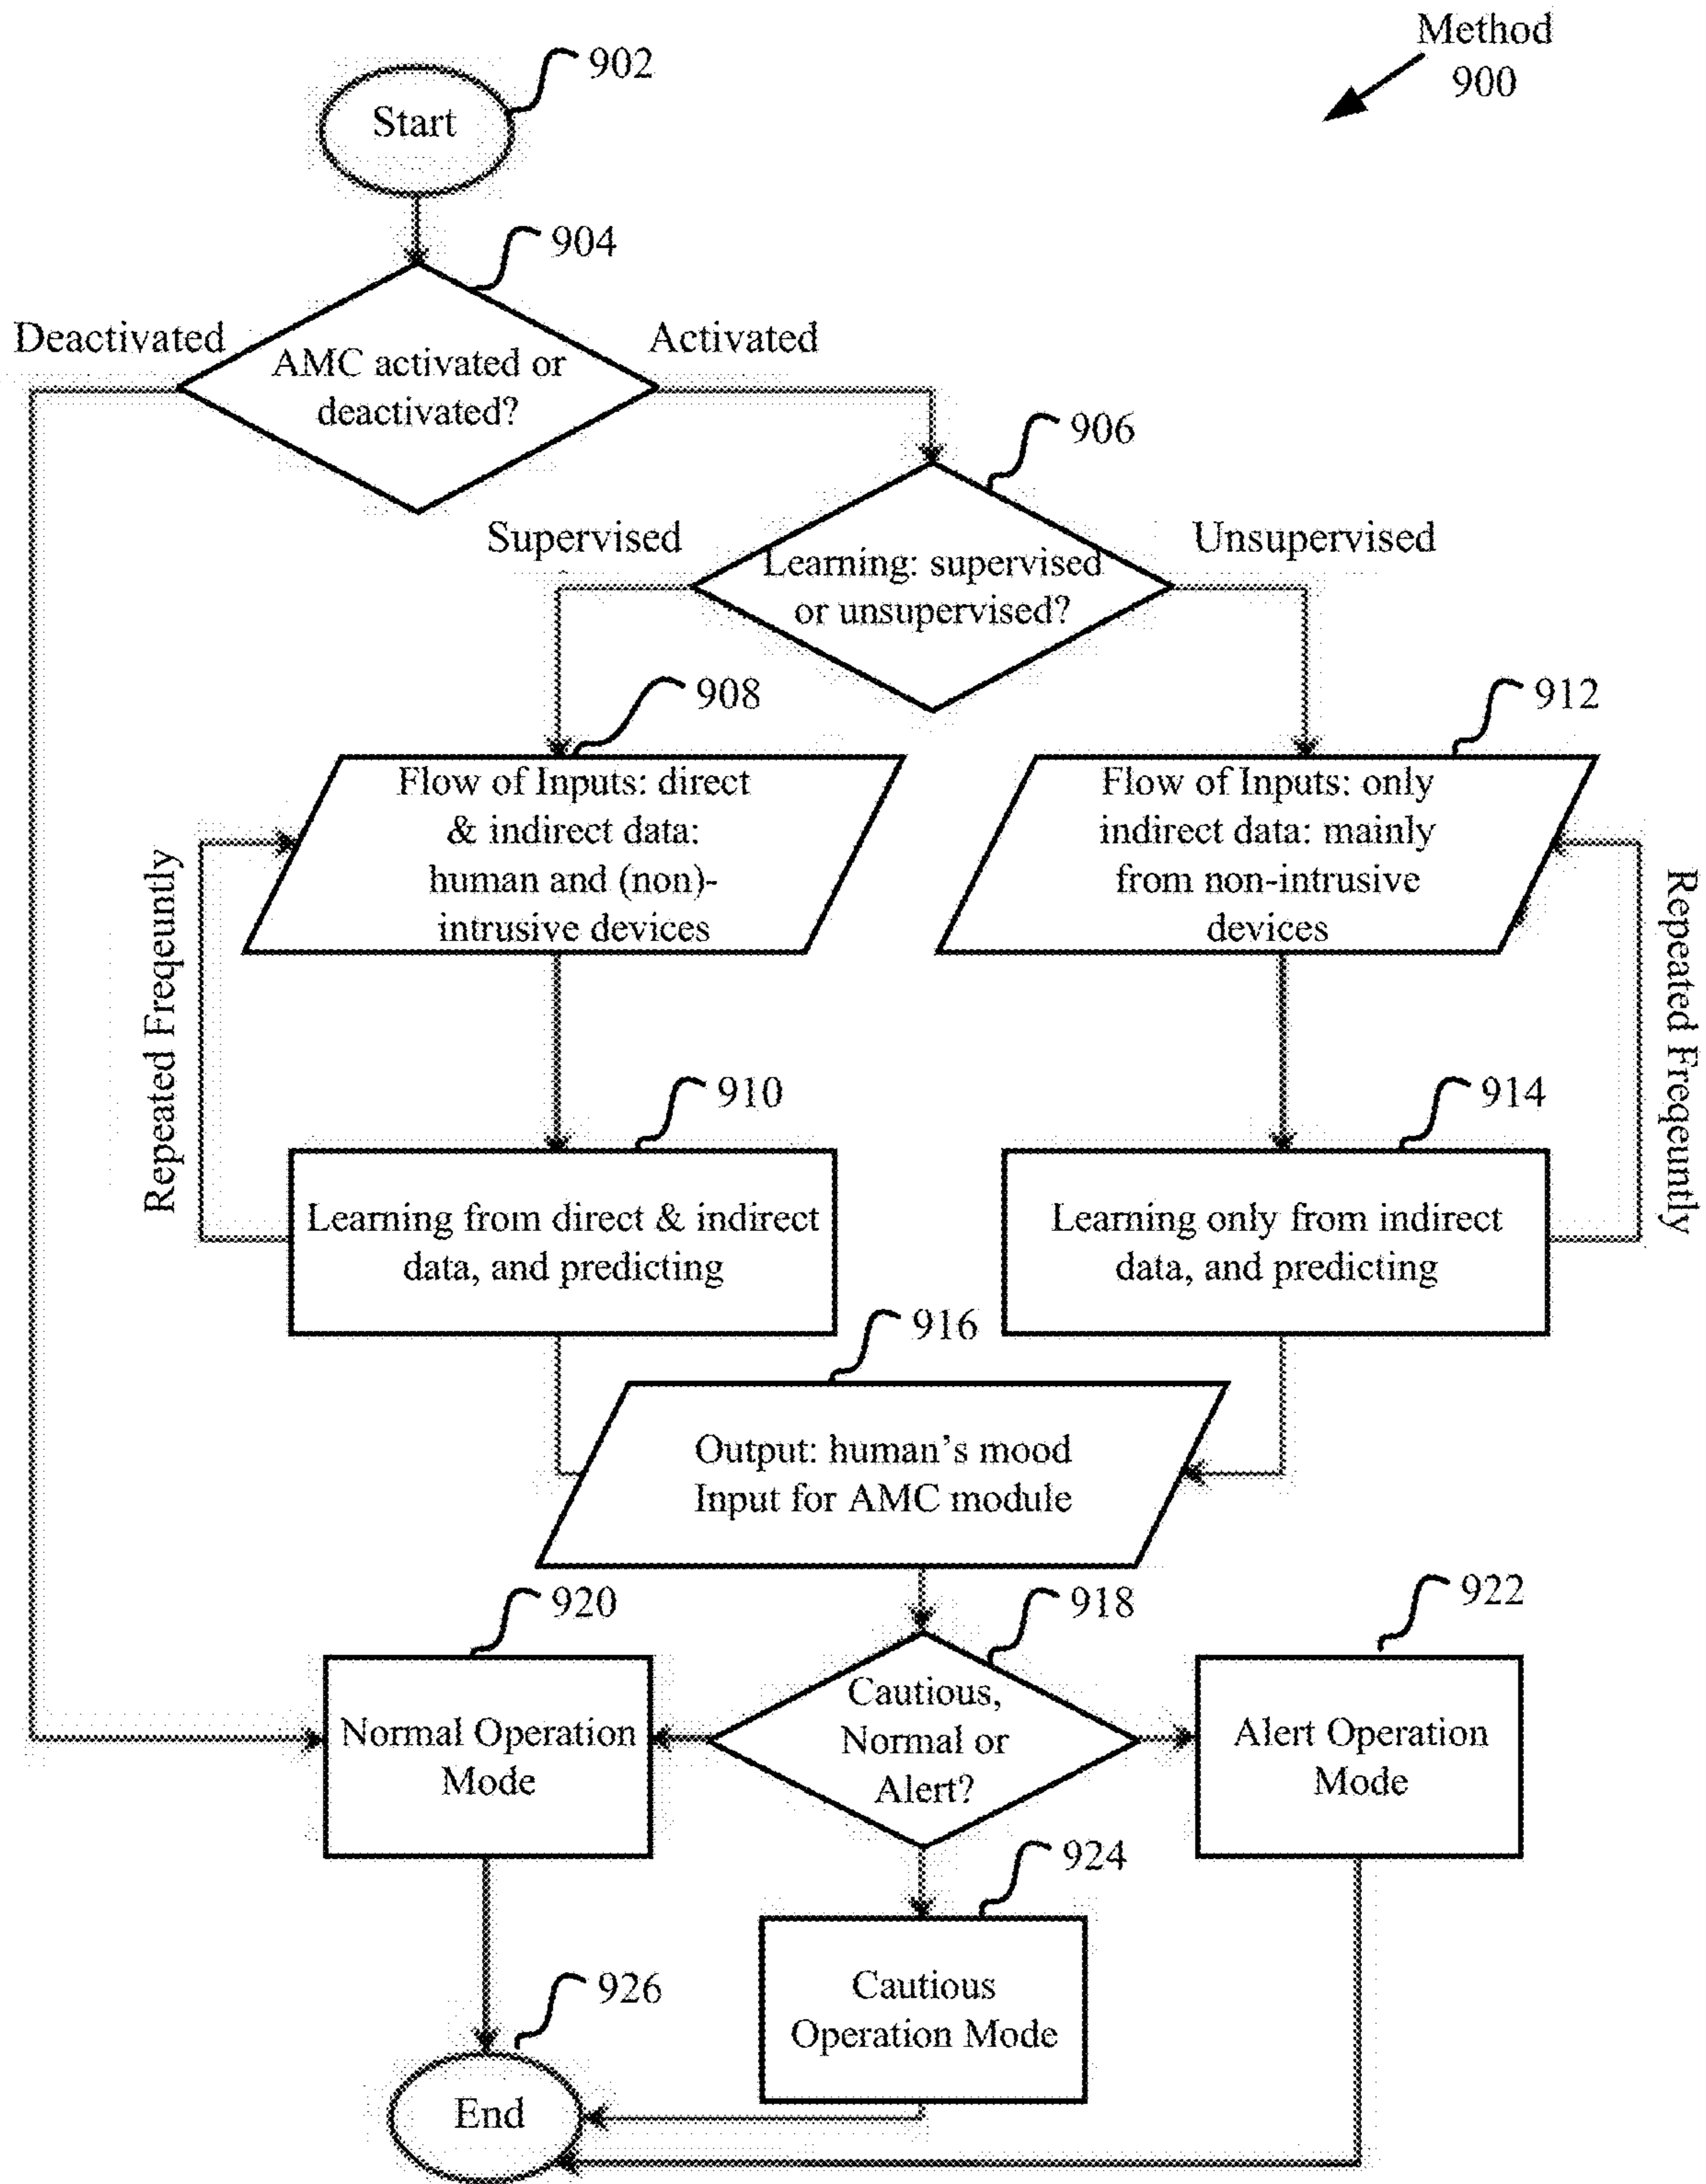 Method
900
902
Start
904
Deactivated
Activated
AMC activated or
deactivated?
906
Supervised
Unsupervised
Learning: supervised
or unsupervised?
908
912
Flow of Inputs: direct
& indirect data:
human and (non)-
intrusive devices
Flow of Inputs: only
indirect data: mainly
from non-intrusive
devices
Repeated Freqeuntly
Repeated Freqeuntly
910
914
Learning from direct & indirect
data, and predicting
Learning only from indirect
data, and predicting
916
Output: human's mood
Input for AMC module
920
918
922
Normal Operation
Mode
Cautious,
Normal or
Alert?
Alert Operation
Mode
924
Cautious
Operation Mode
926
End